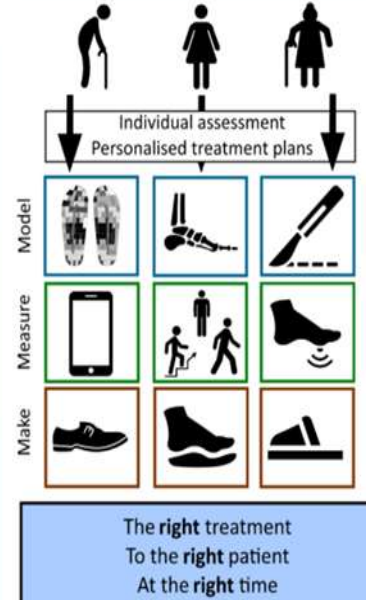 Individual assessment
Personalised treatment plans
Model
Measure
Make
The right treatment
To the right patient
At the right time